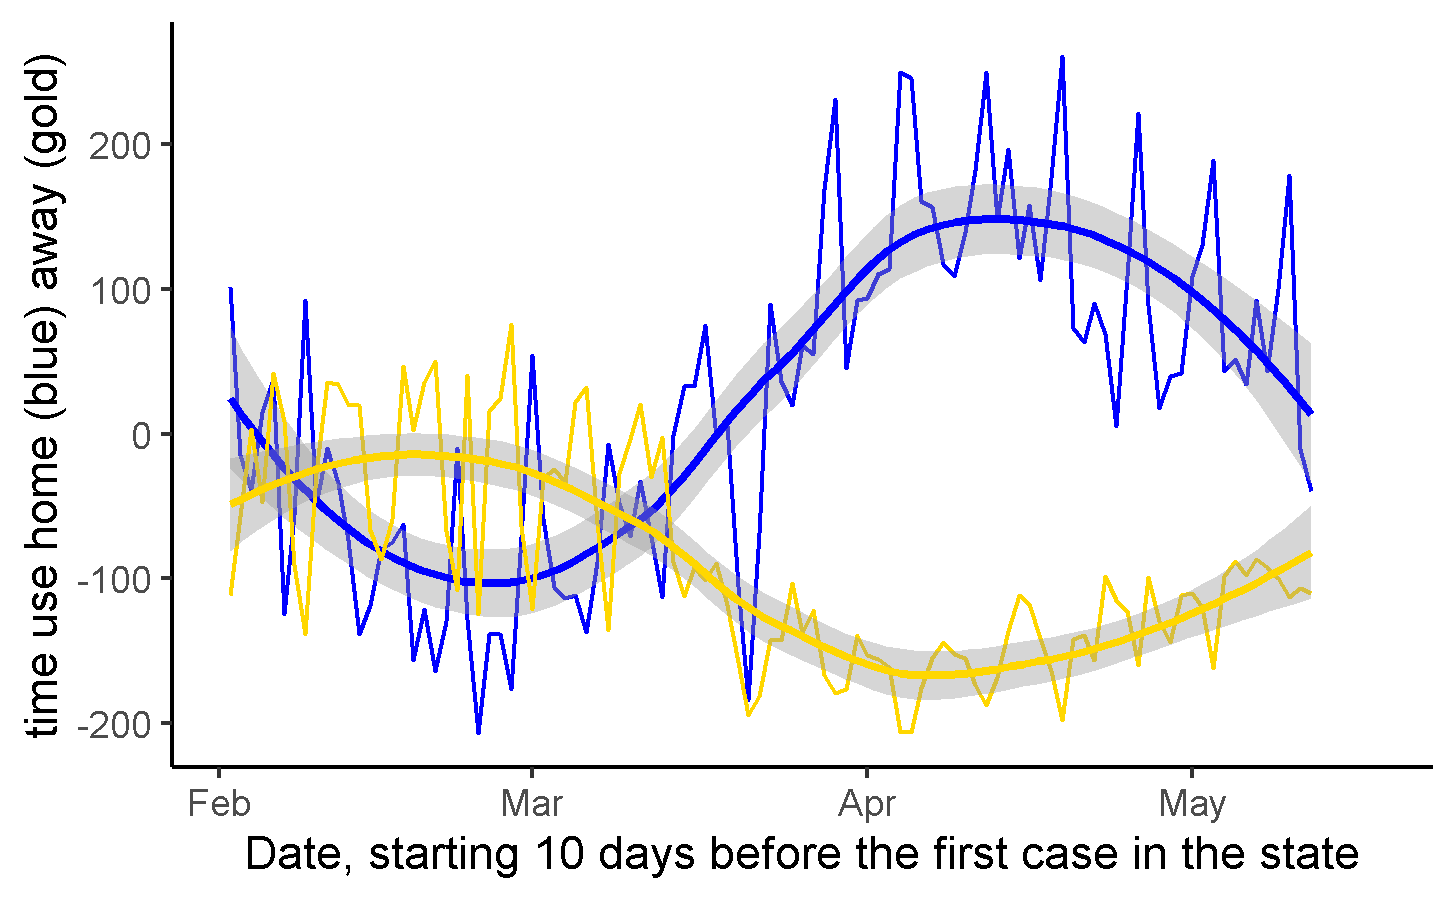 time use home (blue) away (gold)
200
100
0
-100
-200
Feb Mar Apr May
Date, starting 10 days before the first case in the state